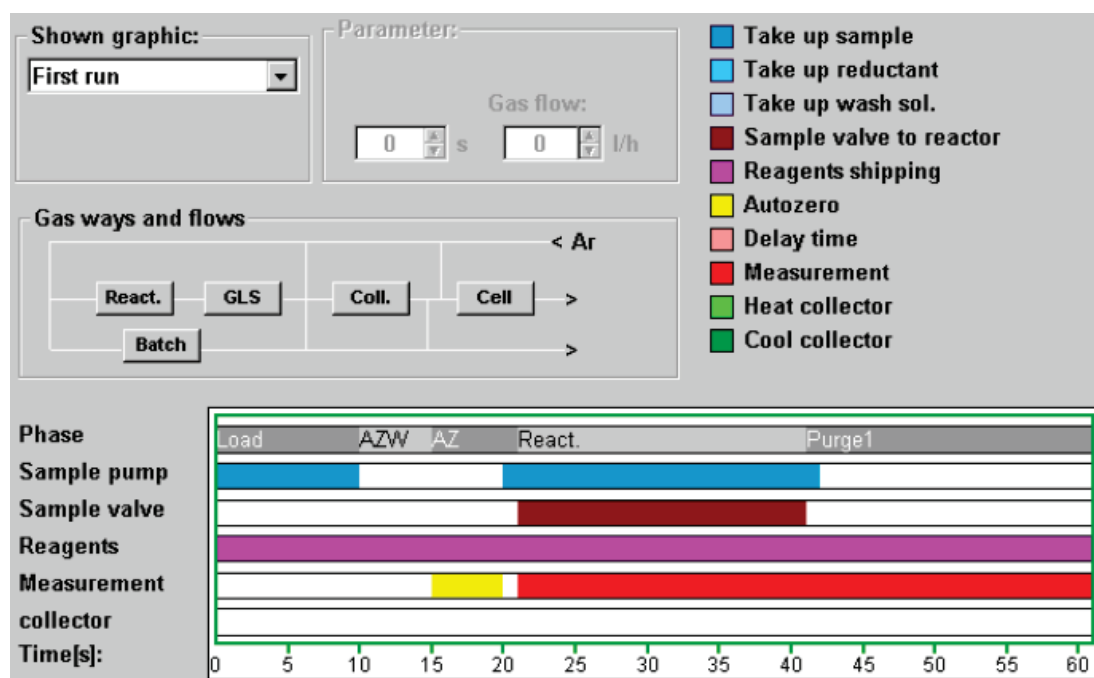 Shown graphic:
First run
Parameter:
Gas flow:
0 s 0 l/h
Take up sample
Take up reductant
Take up wash sol.
Sample valve to reactor
Reagents shipping
Autozero
Delay time
Measurement
Heat collector
Cool collector
Gas ways and flows
< Ar
React. GLS Coll. Cell >
Batch >
Phase Load AZW AZ React. Purge1
Sample pump
Sample valve
Reagents
Measurement
collector
Time[s]: 0 5 10 15 20 25 30 35 40 45 50 55 60